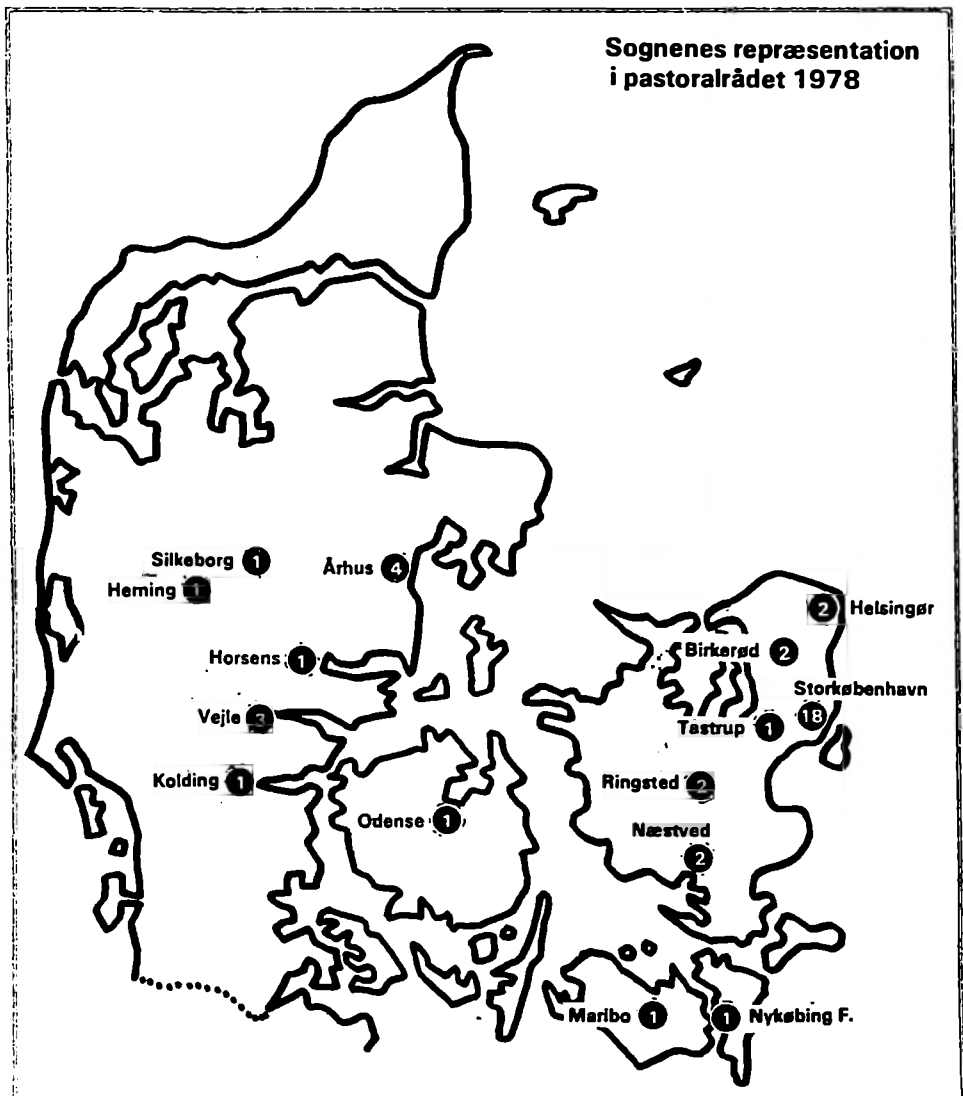 Sognenes repræsentation
i pastoralrådet 1978
Silkeborg 1
Århus 4
Herning 1
Helsingør 2
Horsens 1
Birkerød 2
Storkøbenhavn
18
Vejle 3
Tastrup 1
Kolding 1
Ringsted 2
Odense 1
Næstved
2
Maribo 1
1 Nykøbing F.